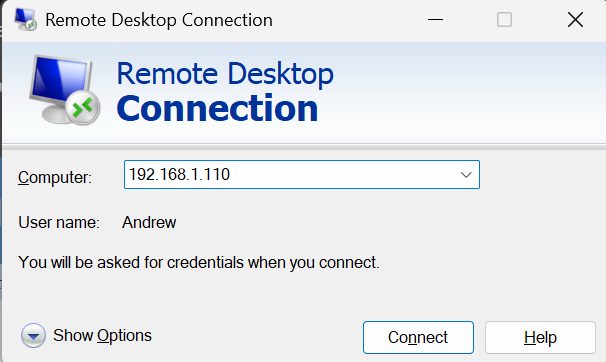 Remote Desktop Connection
Remote Desktop
Connection
Computer: 192.168.1.110
User name: Andrew
You will be asked for credentials when you connect.
Show Options Connect Help